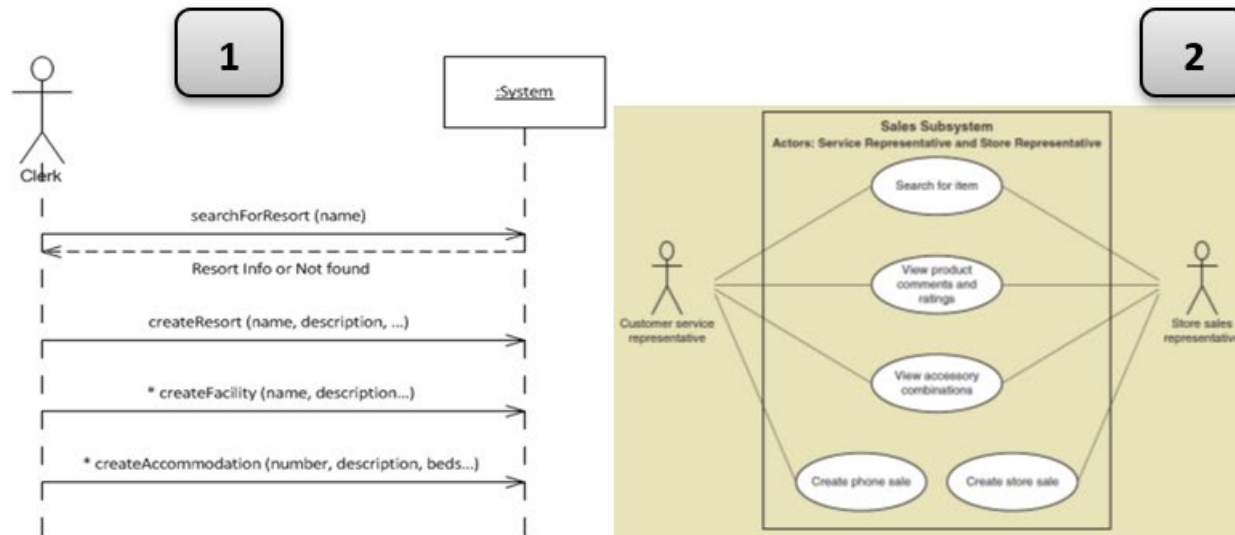 1
:System
Clerk
searchForResort (name)
Resort Info or Not found
createResort (name, description, ...)
* createFacility (name, description...)
* createAccommodation (number, description, beds...)
2
Sales Subsystem
Actors: Service Representative and Store Representative
Search for item
View product
comments and
ratings
Customer service
representative
Store sales
representative
View accessory
combinations
Create phone sale
Create store sale